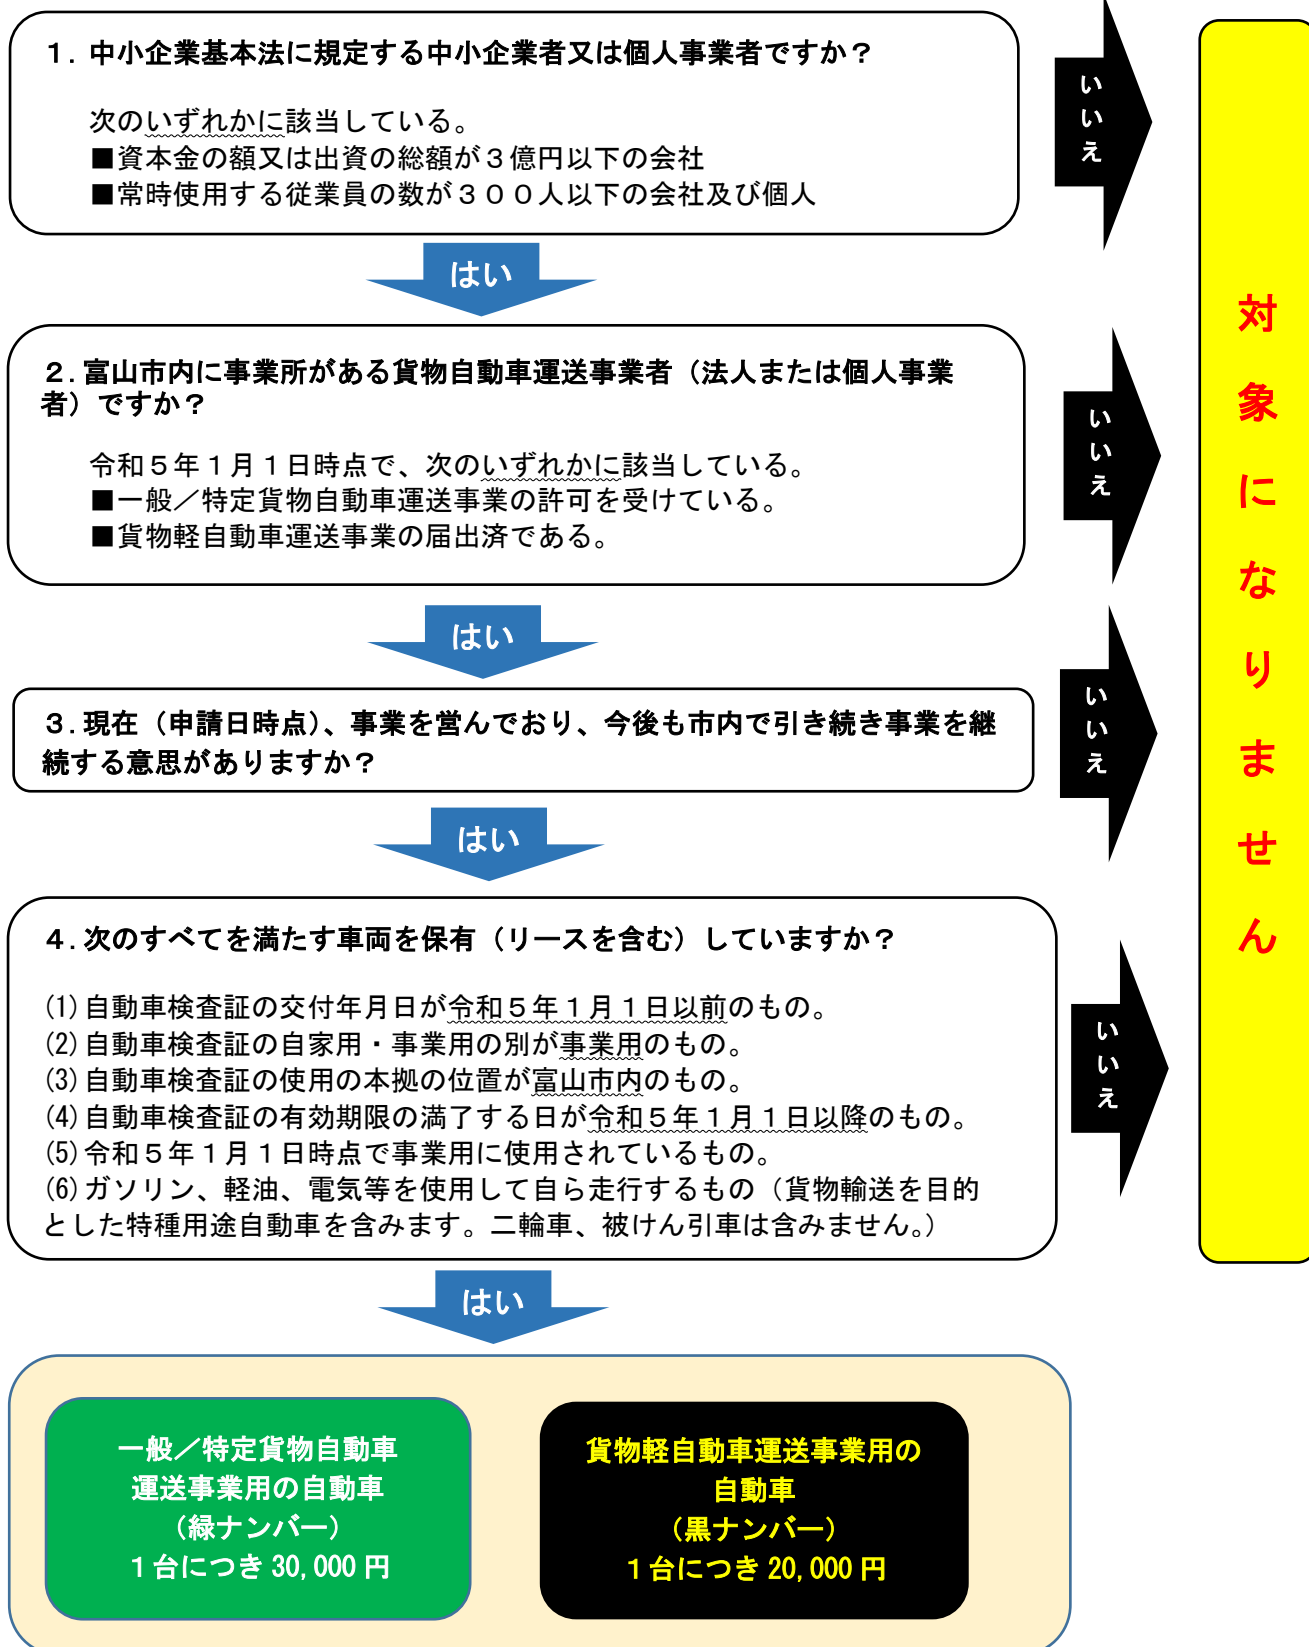 １．中小企業基本法に規定する中小企業者又は個人事業者ですか？
次のいずれかに該当している。
■資本金の額又は出資の総額が３億円以下の会社
■常時使用する従業員の数が３００人以下の会社及び個人
いいえ
はい
２．富山市内に事業所がある貨物自動車運送事業者（法人または個人事業
者）ですか？
令和５年１月１日時点で、次のいずれかに該当している。
■一般／特定貨物自動車運送事業の許可を受けている。
■貨物軽自動車運送事業の届出済である。
いいえ
はい
３．現在（申請日時点）、事業を営んでおり、今後も市内で引き続き事業を継
続する意思がありますか？
いいえ
はい
４．次のすべてを満たす車両を保有（リースを含む）していますか？
(1)自動車検査証の交付年月日が令和５年１月１日以前のもの。
(2)自動車検査証の自家用・事業用の別が事業用のもの。
(3)自動車検査証の使用の本拠の位置が富山市内のもの。
(4)自動車検査証の有効期限の満了する日が令和５年１月１日以降のもの。
(5)令和５年１月１日時点で事業用に使用されているもの。
(6)ガソリン、軽油、電気等を使用して自ら走行するもの（貨物輸送を目的
とした特種用途自動車を含みます。二輪車、被けん引車は含みません。）
いいえ
はい
対象になりません
一般／特定貨物自動車
運送事業用の自動車
（緑ナンバー）
１台につき 30,000 円
貨物軽自動車運送事業用の
自動車
（黒ナンバー）
１台につき 20,000 円